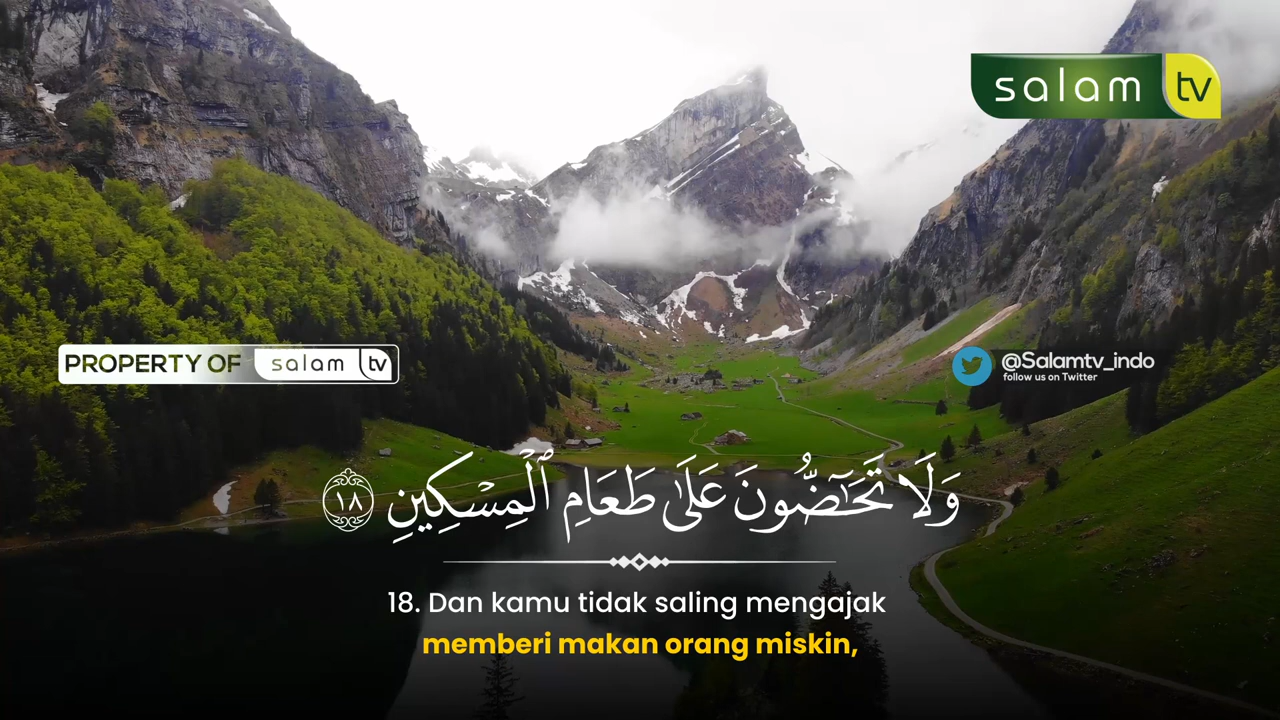 salam tv
PROPERTY OF salam tv
@Salamtv_indo
follow us on Twitter
وَلَا تَحَٰٓضُّونَ عَلَىٰ طَعَامِ ٱلْمِسْكِينِ ١٨
18. Dan kamu tidak saling mengajak
memberi makan orang miskin,